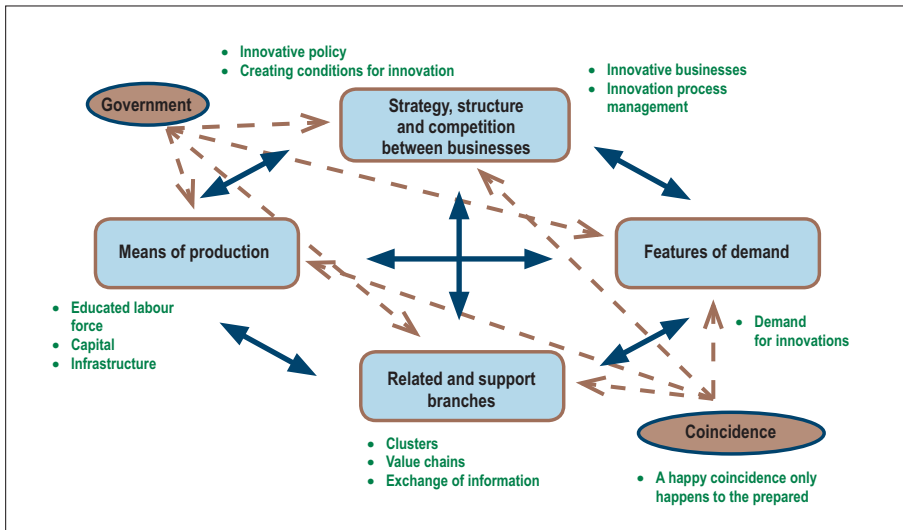 • Innovative policy
• Creating conditions for innovation
• Innovative businesses
• Innovation process
management
Government
Strategy, structure
and competition
between businesses
Means of production
Features of demand
• Educated labour
force
• Capital
• Infrastructure
• Demand
for innovations
Related and support
branches
Coincidence
• Clusters
• Value chains
• Exchange of information
• A happy coincidence only
happens to the prepared